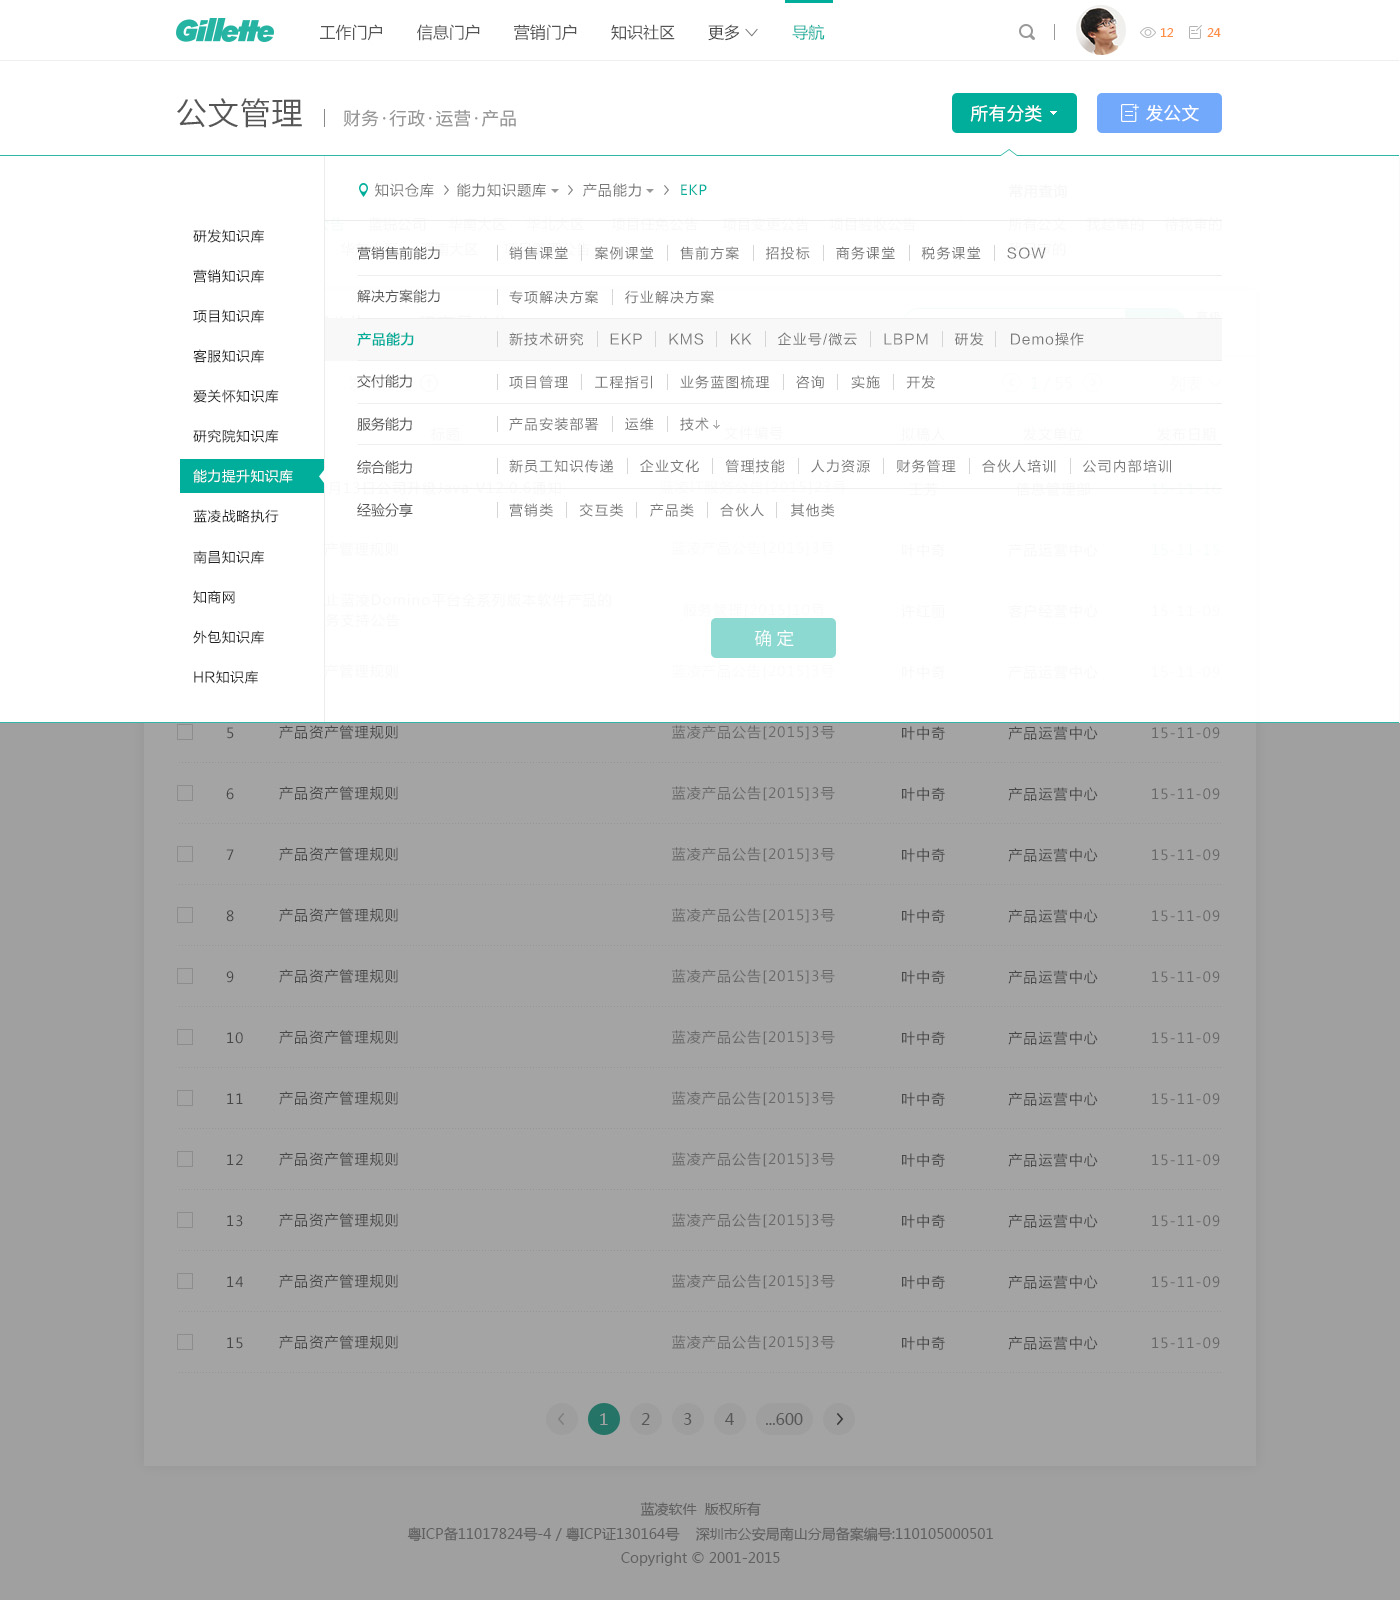 Gillette 工作门户 信息门户 营销门户 知识社区 更多 导航 12 24
公文管理 财务·行政·运营·产品 所有分类 发公文
知识仓库 能力知识题库 产品能力 EKP
研发知识库
营销知识库
项目知识库
客服知识库
爱关怀知识库
研究院知识库
能力提升知识库
蓝凌战略执行
南昌知识库
知商网
外包知识库
HR知识库
营销售前能力 销售课堂 案例课堂 售前方案 招投标 商务课堂 税务课堂 SOW
解决方案能力 专项解决方案 行业解决方案
产品能力 新技术研究 EKP KMS KK 企业号/微云 LBPM 研发 Demo操作
交付能力 项目管理 工程指引 业务蓝图梳理 咨询 实施 开发
服务能力 产品安装部署 运维 技术↓
综合能力 新员工知识传递 企业文化 管理技能 人力资源 财务管理 合伙人培训 公司内部培训
经验分享 营销类 交互类 产品类 合伙人 其他类
确定
5 产品资产管理规则 蓝凌产品公告[2015]3号 叶中奇 产品运营中心 15-11-09
6 产品资产管理规则 蓝凌产品公告[2015]3号 叶中奇 产品运营中心 15-11-09
7 产品资产管理规则 蓝凌产品公告[2015]3号 叶中奇 产品运营中心 15-11-09
8 产品资产管理规则 蓝凌产品公告[2015]3号 叶中奇 产品运营中心 15-11-09
9 产品资产管理规则 蓝凌产品公告[2015]3号 叶中奇 产品运营中心 15-11-09
10 产品资产管理规则 蓝凌产品公告[2015]3号 叶中奇 产品运营中心 15-11-09
11 产品资产管理规则 蓝凌产品公告[2015]3号 叶中奇 产品运营中心 15-11-09
12 产品资产管理规则 蓝凌产品公告[2015]3号 叶中奇 产品运营中心 15-11-09
13 产品资产管理规则 蓝凌产品公告[2015]3号 叶中奇 产品运营中心 15-11-09
14 产品资产管理规则 蓝凌产品公告[2015]3号 叶中奇 产品运营中心 15-11-09
15 产品资产管理规则 蓝凌产品公告[2015]3号 叶中奇 产品运营中心 15-11-09
1 2 3 4 ...600
蓝凌软件 版权所有
粤ICP备11017824号-4 / 粤ICP证130164号 深圳市公安局南山分局备案编号:110105000501
Copyright © 2001-2015